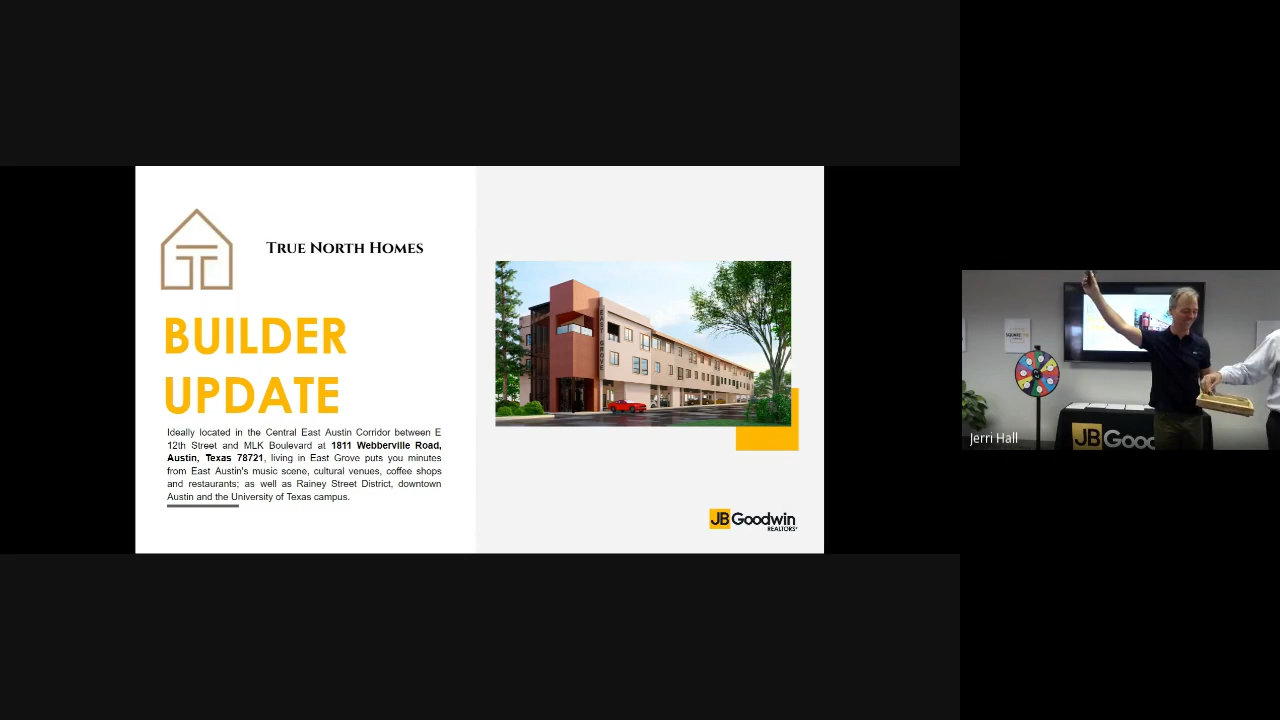 TRUE NORTH HOMES
BUILDER
UPDATE
Ideally located in the Central East Austin Corridor between E
12th Street and MLK Boulevard at 1811 Webberville Road,
Austin, Texas 78721, living in East Grove puts you minutes
from East Austin's music scene, cultural venues, coffee shops
and restaurants; as well as Rainey Street District, downtown
Austin and the University of Texas campus.
EAST GROVE
JB Goodwin
REALTORS
JB Good
Jerri Hall